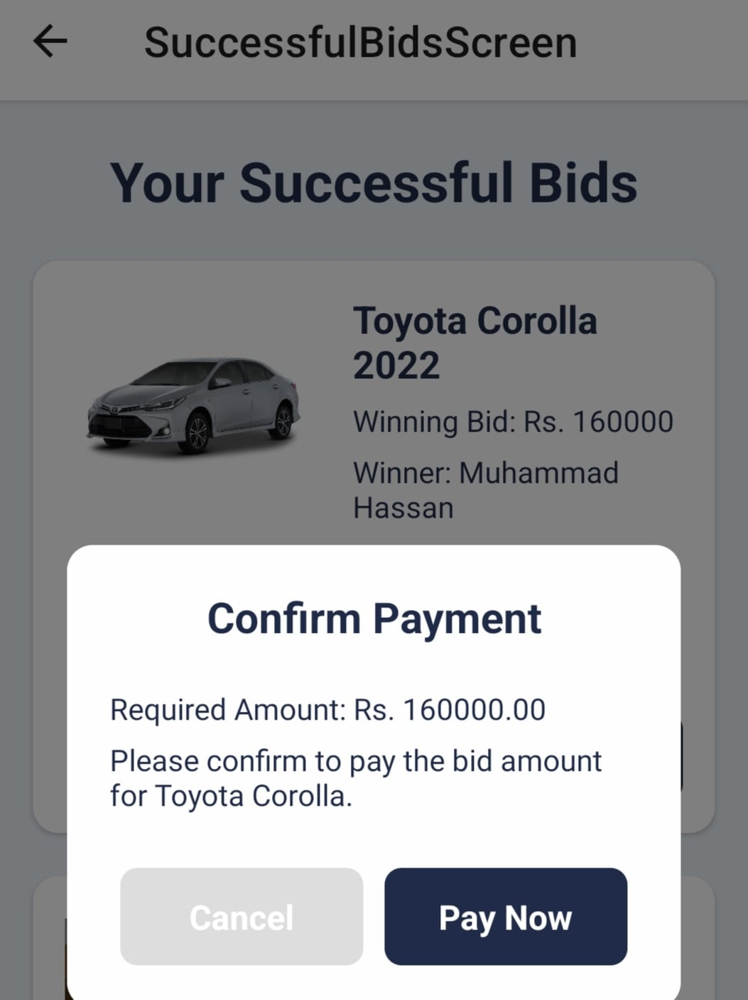 SuccessfulBidsScreen
Your Successful Bids
Toyota Corolla
2022
Winning Bid: Rs. 160000
Winner: Muhammad
Hassan
Confirm Payment
Required Amount: Rs. 160000.00
Please confirm to pay the bid amount
for Toyota Corolla.
Cancel
Pay Now